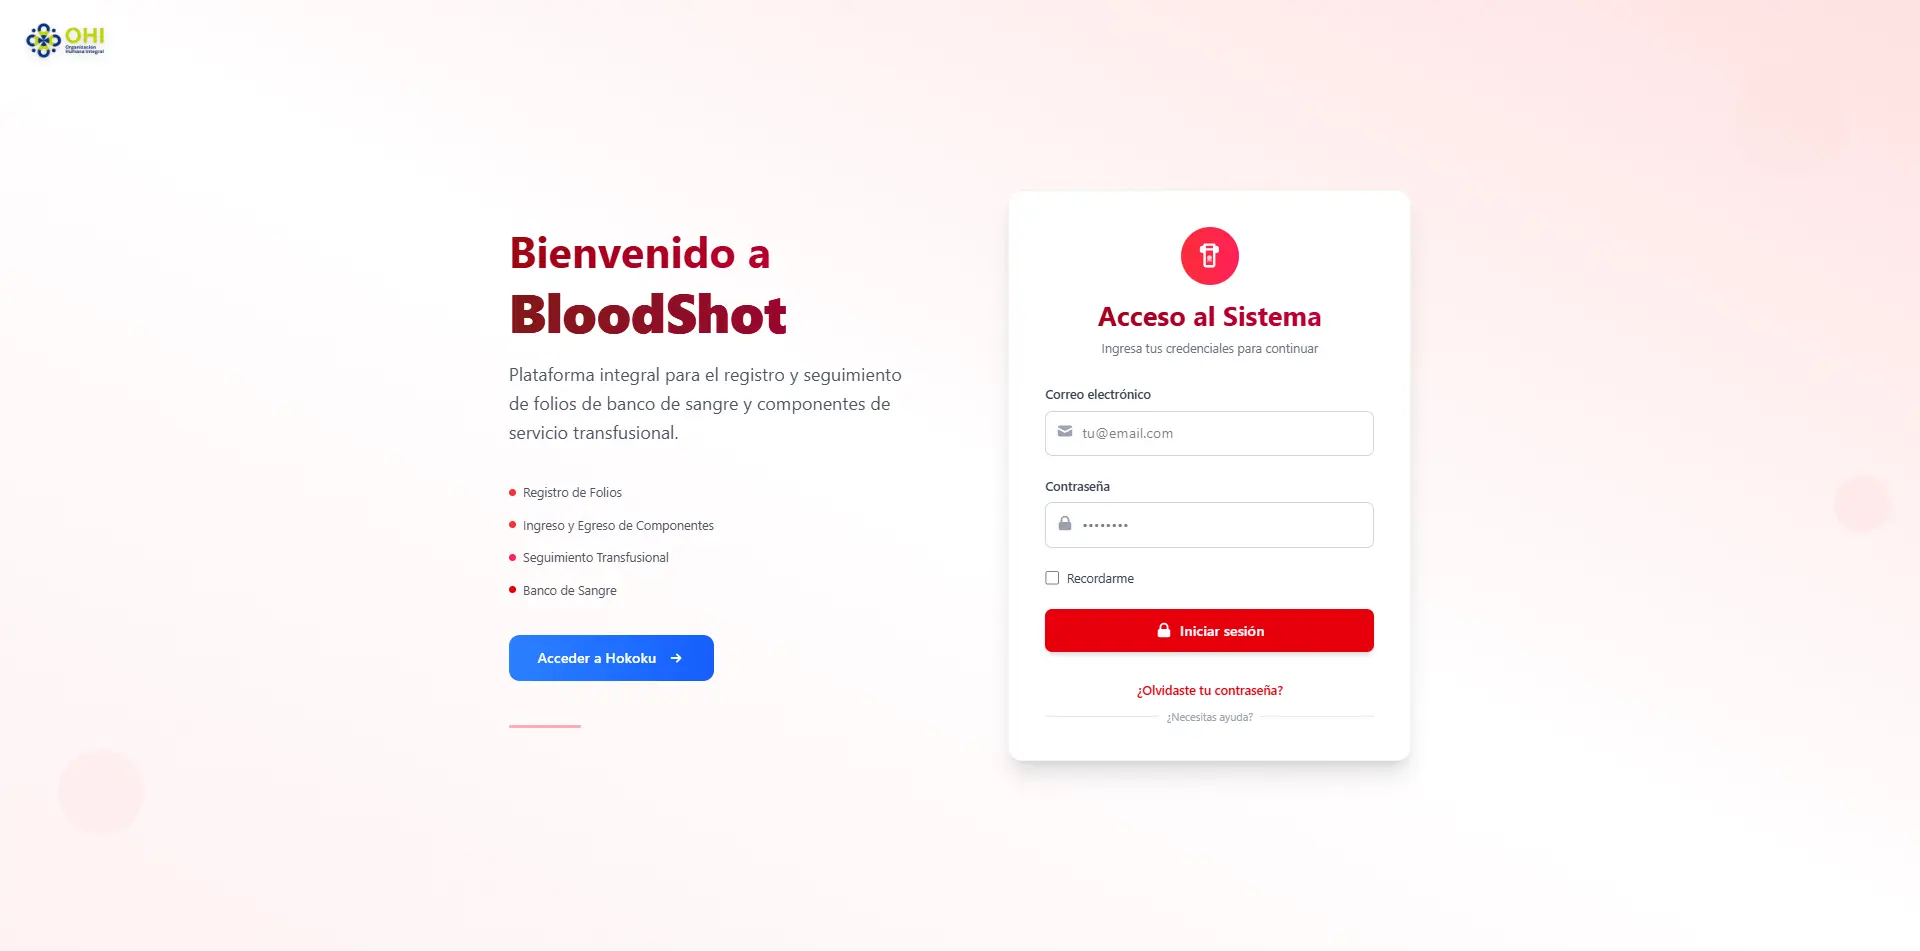 OHI
Organización
Humana Integral
Bienvenido a
BloodShot
Plataforma integral para el registro y seguimiento
de folios de banco de sangre y componentes de
servicio transfusional.
Registro de Folios
Ingreso y Egreso de Componentes
Seguimiento Transfusional
Banco de Sangre
Acceder a Hokoku →
Acceso al Sistema
Ingresa tus credenciales para continuar
Correo electrónico
tu@email.com
Contraseña
••••••••
Recordarme
Iniciar sesión
¿Olvidaste tu contraseña?
¿Necesitas ayuda?